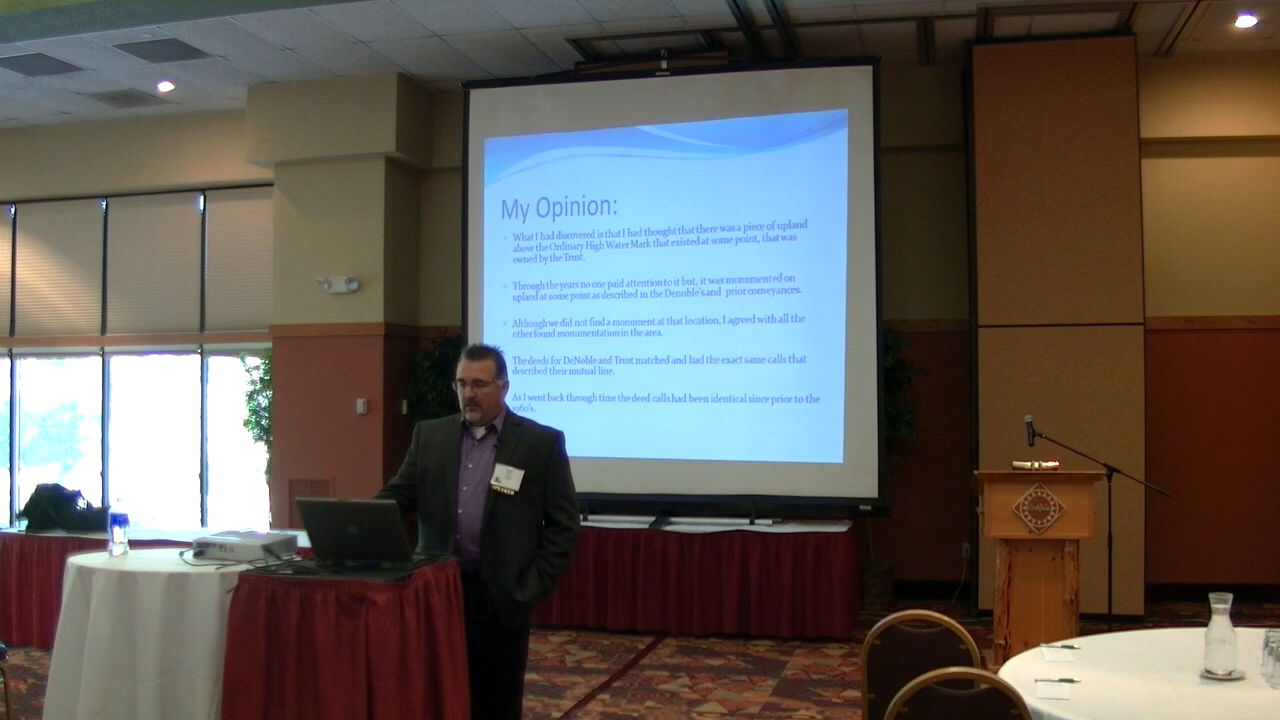 My Opinion:
What I had discovered is that I had thought that there was a piece of upland
above the Ordinary High Water Mark that existed at some point, that was
owned by the Trust.
Through the years no one paid attention to it but, it was monumented on
upland at some point as described in the Denoble's and prior conveyances.
Although we did not find a monument at that location, I agreed with all the
other found monumentation in the area.
The deeds for DeNoble and Trust matched and had the exact same calls that
described their mutual line.
As I went back through time the deed calls had been identical since prior to the
1960's.
SPEAKER